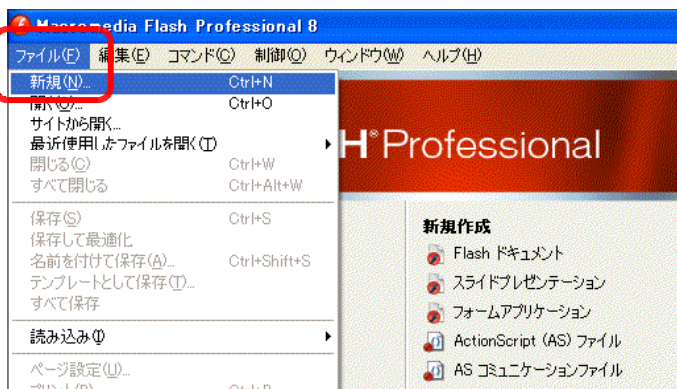 Macromedia Flash Professional 8
ファイル(F) 編集(E) コマンド(C) 制御(O) ウィンドウ(W) ヘルプ(H)
新規(N)... Ctrl+N
開く(O)... Ctrl+O
サイトから開く...
最近使用したファイルを開く(T)
閉じる(C) Ctrl+W
すべて閉じる Ctrl+Alt+W
保存(S) Ctrl+S
保存して最適化
名前を付けて保存(A)... Ctrl+Shift+S
テンプレートとして保存(T)...
すべて保存
読み込み(I)
ページ設定(U)...
プリント(P)... Ctrl+P
H® Professional
新規作成
Flash ドキュメント
スライドプレゼンテーション
フォームアプリケーション
ActionScript (AS) ファイル
AS コミュニケーションファイル